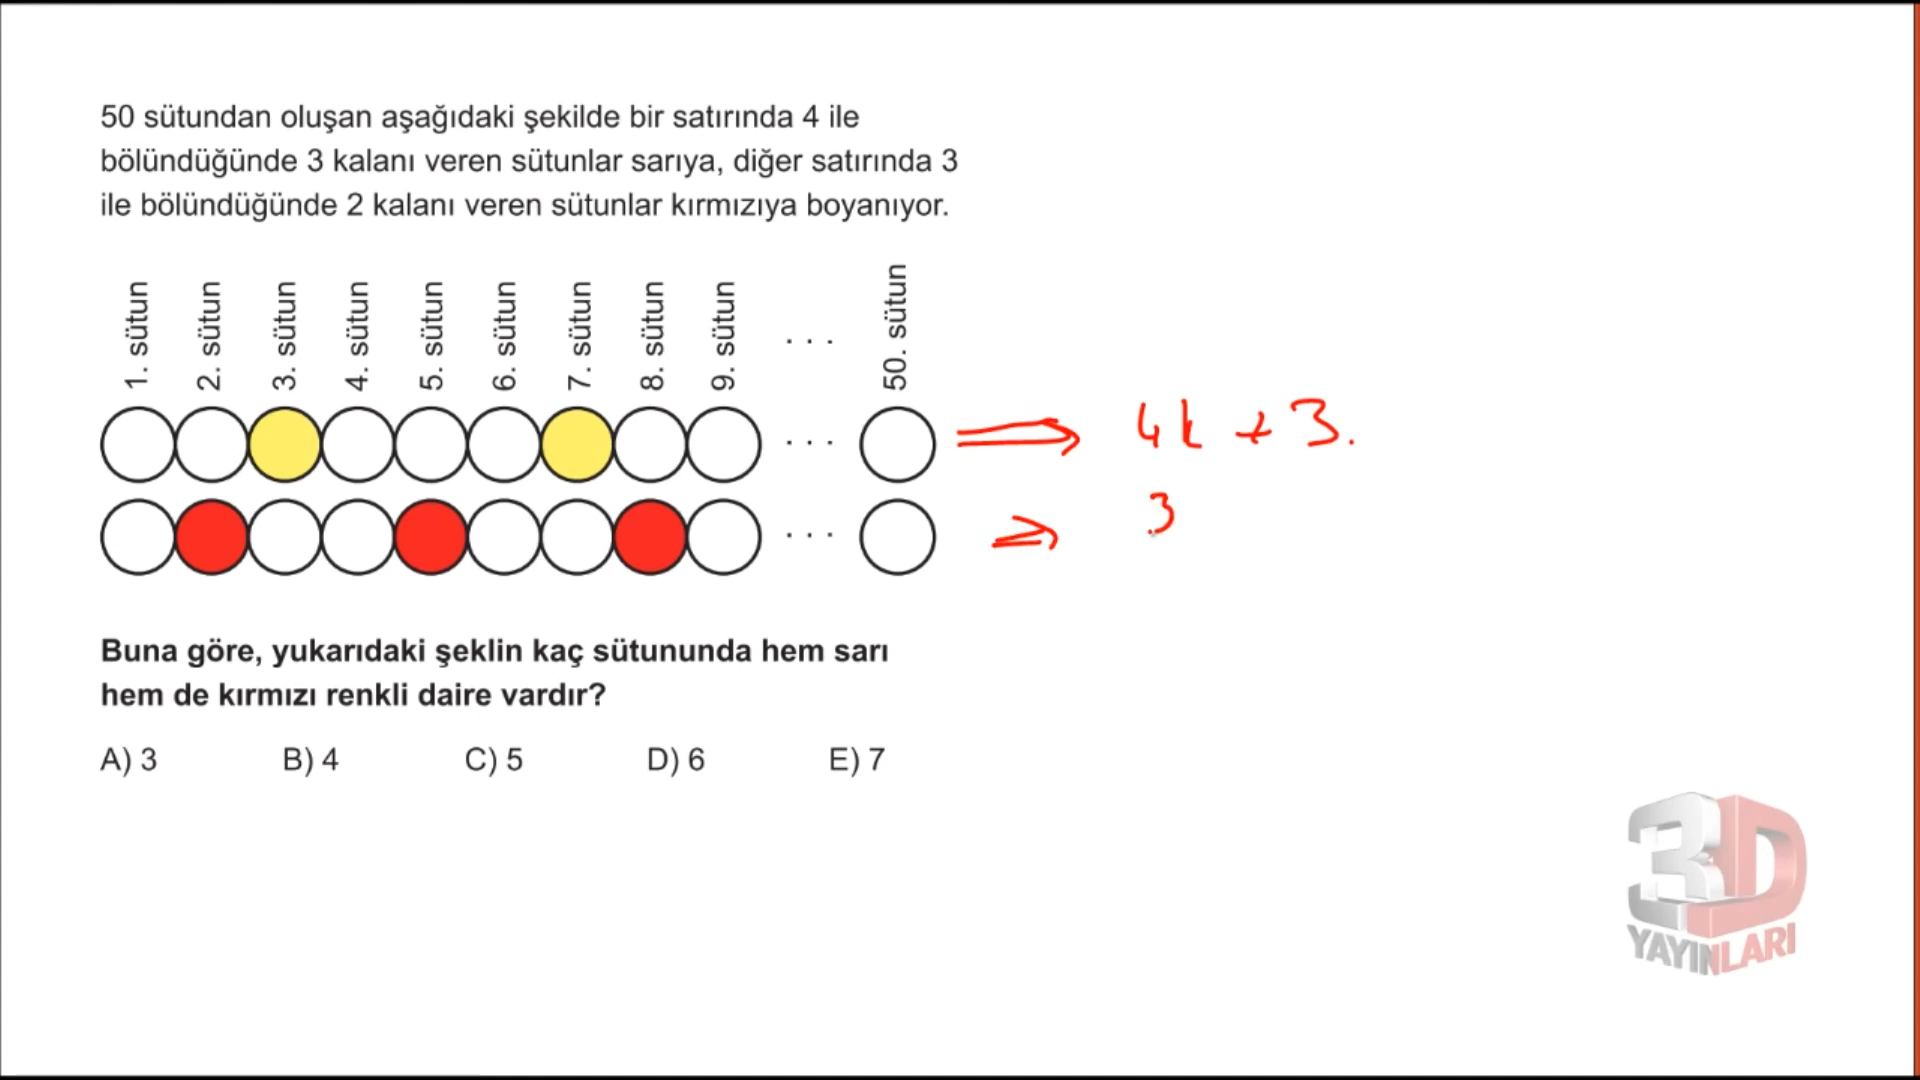 50 sütundan oluşan aşağıdaki şekilde bir satırında 4 ile
bölündüğünde 3 kalanı veren sütunlar sarıya, diğer satırında 3
ile bölündüğünde 2 kalanı veren sütunlar kırmızıya boyanıyor.
1. sütun
2. sütun
3. sütun
4. sütun
5. sütun
6. sütun
7. sütun
8. sütun
9. sütun
. . .
50. sütun
. . .
4k + 3.
. . .
3
Buna göre, yukarıdaki şeklin kaç sütununda hem sarı
hem de kırmızı renkli daire vardır?
A) 3 B) 4 C) 5 D) 6 E) 7
3D
YAYINLARI